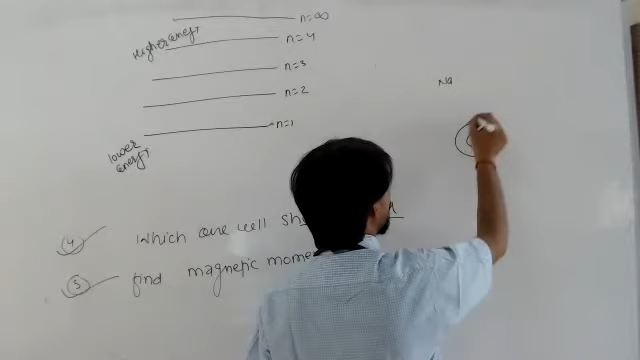 n=∞
Higher energy
n=4
n=3
n=2
n=1
lower
energy
Na
(4) Which one will sh
(5) find magnetic mome